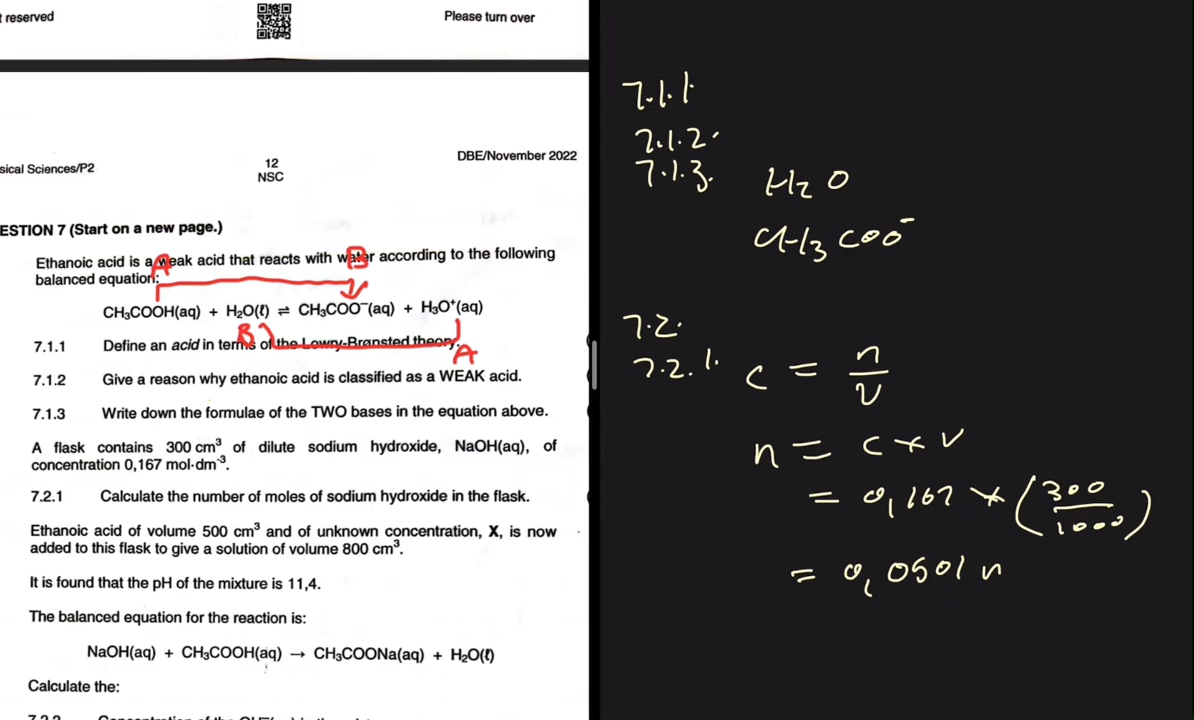 t reserved
Please turn over
sical Sciences/P2
12
NSC
DBE/November 2022
ESTION 7 (Start on a new page.)
Ethanoic acid is a weak acid that reacts with water according to the following
balanced equation:
A
B
CH₃COOH(aq) + H₂O(ℓ) ⇌ CH₃COO⁻(aq) + H₃O⁺(aq)
B
A
7.1.1 Define an acid in terms of the Lowry-Brønsted theory.
7.1.2 Give a reason why ethanoic acid is classified as a WEAK acid.
7.1.3 Write down the formulae of the TWO bases in the equation above.
A flask contains 300 cm³ of dilute sodium hydroxide, NaOH(aq), of
concentration 0,167 mol·dm⁻³.
7.2.1 Calculate the number of moles of sodium hydroxide in the flask.
Ethanoic acid of volume 500 cm³ and of unknown concentration, X, is now
added to this flask to give a solution of volume 800 cm³.
It is found that the pH of the mixture is 11,4.
The balanced equation for the reaction is:
NaOH(aq) + CH₃COOH(aq) → CH₃COONa(aq) + H₂O(ℓ)
Calculate the:
7.1.1
7.1.2.
7.1.3. H₂O
CH₃COO⁻
7.2.
7.2.1. c = n/v
n = c × v
= 0,167 × (300/1000)
= 0,0501 n